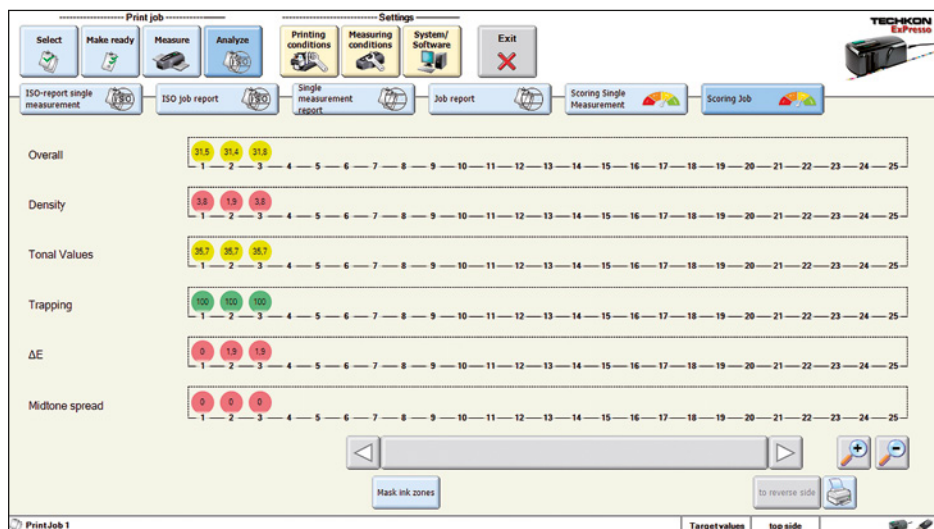 Print job
Settings
Select
Make ready
Measure
Analyze
Printing
conditions
Measuring
conditions
System/
Software
Exit
TECHKON
ExPresso
ISO-report single
measurement
ISO job report
Single
measurement
report
Job report
Scoring Single
Measurement
Scoring Job
Overall
31,5 31,4 31,8
1 2 3 4 5 6 7 8 9 10 11 12 13 14 15 16 17 18 19 20 21 22 23 24 25
Density
3,8 1,9 3,8
1 2 3 4 5 6 7 8 9 10 11 12 13 14 15 16 17 18 19 20 21 22 23 24 25
Tonal Values
35,7 35,7 35,7
1 2 3 4 5 6 7 8 9 10 11 12 13 14 15 16 17 18 19 20 21 22 23 24 25
Trapping
100 100 100
1 2 3 4 5 6 7 8 9 10 11 12 13 14 15 16 17 18 19 20 21 22 23 24 25
ΔE
0 1,9 1,9
1 2 3 4 5 6 7 8 9 10 11 12 13 14 15 16 17 18 19 20 21 22 23 24 25
Midtone spread
0 0 0
1 2 3 4 5 6 7 8 9 10 11 12 13 14 15 16 17 18 19 20 21 22 23 24 25
Mask ink zones
to reverse side
PrintJob 1
Target values
top side